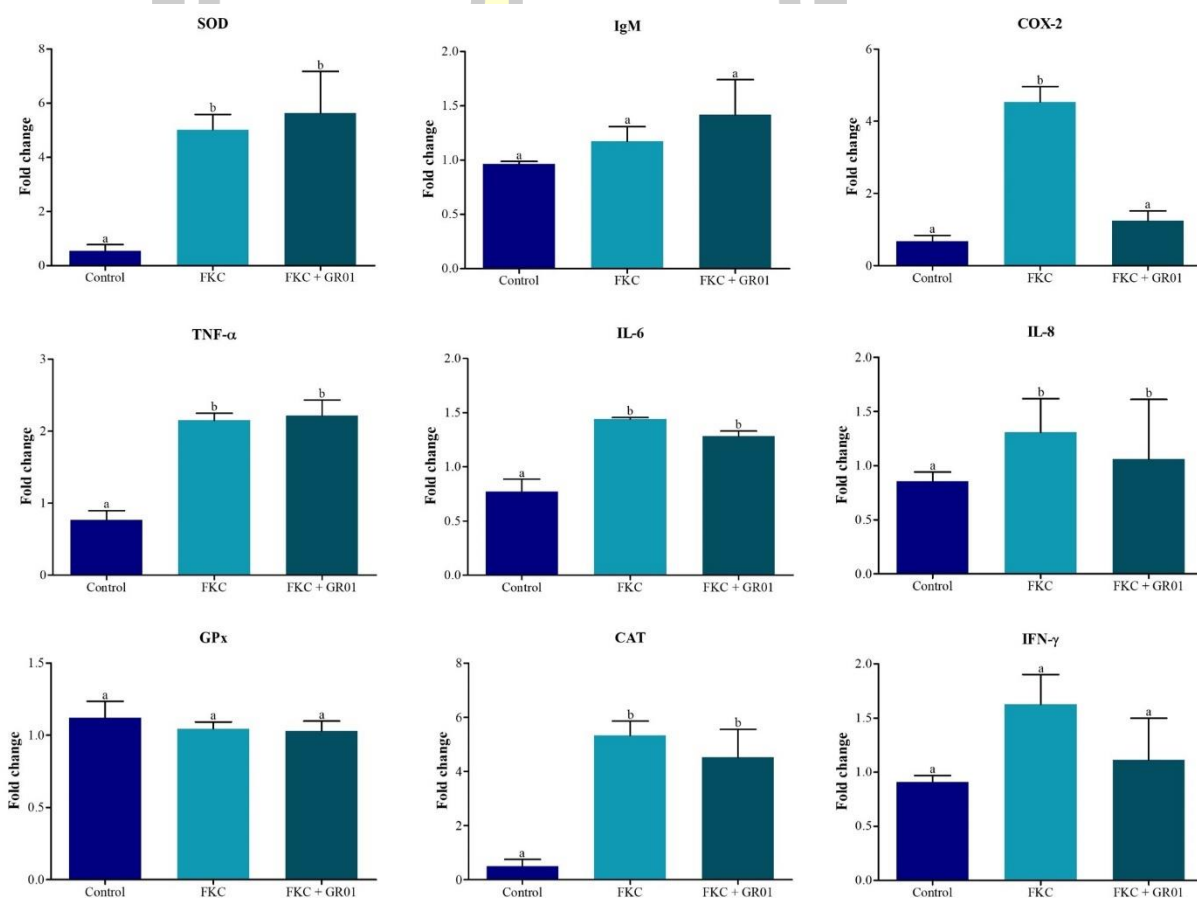 SOD
Fold change
8
6
4
2
0
a
b
b
Control
FKC
FKC + GR01
IgM
Fold change
2.0
1.5
1.0
0.5
0.0
a
a
a
Control
FKC
FKC + GR01
COX-2
Fold change
6
4
2
0
a
b
a
Control
FKC
FKC + GR01
TNF-α
Fold change
3
2
1
0
a
b
b
Control
FKC
FKC + GR01
IL-6
Fold change
2.0
1.5
1.0
0.5
0.0
a
b
b
Control
FKC
FKC + GR01
IL-8
Fold change
2.0
1.5
1.0
0.5
0.0
a
b
b
Control
FKC
FKC + GR01
GPx
Fold change
1.5
1.0
0.5
0.0
a
a
a
Control
FKC
FKC + GR01
CAT
Fold change
8
6
4
2
0
a
b
b
Control
FKC
FKC + GR01
IFN-γ
Fold change
2.0
1.5
1.0
0.5
0.0
a
a
a
Control
FKC
FKC + GR01